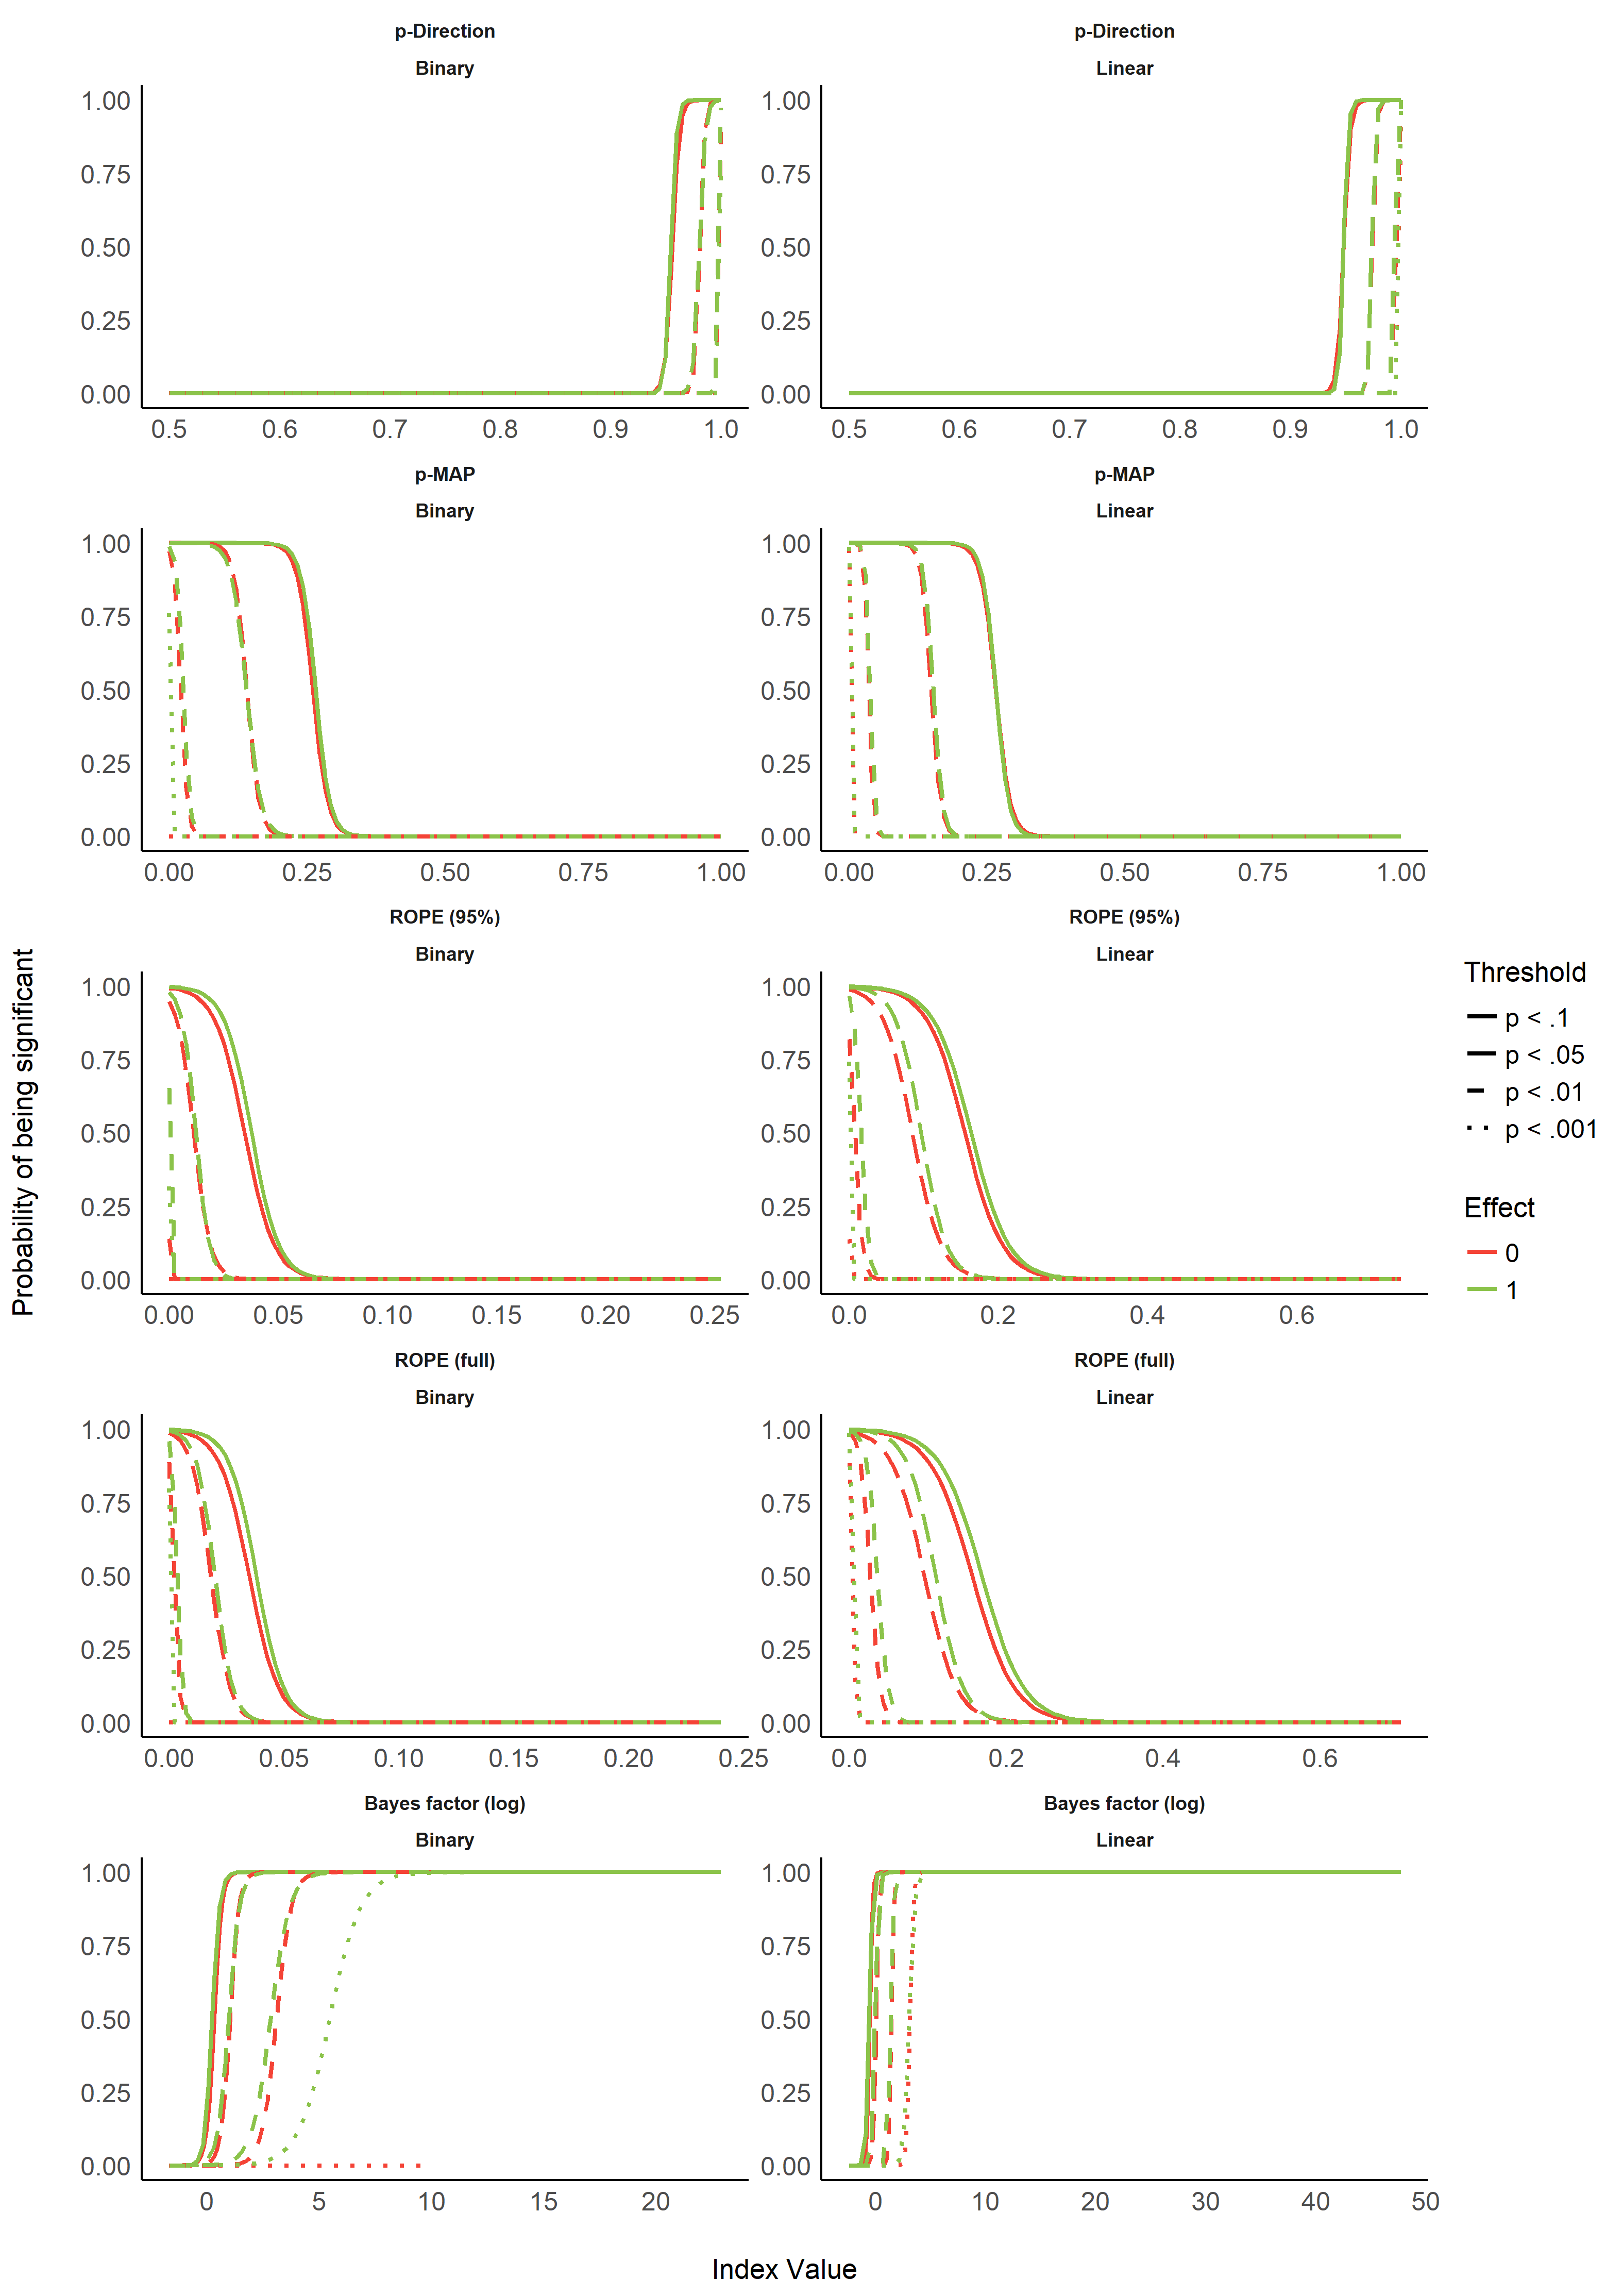 p-Direction
Binary
1.00
0.75
0.50
0.25
0.00
0.5 0.6 0.7 0.8 0.9 1.0
p-Direction
Linear
1.00
0.75
0.50
0.25
0.00
0.5 0.6 0.7 0.8 0.9 1.0
p-MAP
Binary
1.00
0.75
0.50
0.25
0.00
0.00 0.25 0.50 0.75 1.00
p-MAP
Linear
1.00
0.75
0.50
0.25
0.00
0.00 0.25 0.50 0.75 1.00
ROPE (95%)
Binary
1.00
0.75
0.50
0.25
0.00
0.00 0.05 0.10 0.15 0.20 0.25
ROPE (95%)
Linear
1.00
0.75
0.50
0.25
0.00
0.0 0.2 0.4 0.6
ROPE (full)
Binary
1.00
0.75
0.50
0.25
0.00
0.00 0.05 0.10 0.15 0.20 0.25
ROPE (full)
Linear
1.00
0.75
0.50
0.25
0.00
0.0 0.2 0.4 0.6
Bayes factor (log)
Binary
1.00
0.75
0.50
0.25
0.00
0 5 10 15 20
Bayes factor (log)
Linear
1.00
0.75
0.50
0.25
0.00
0 10 20 30 40 50
Probability of being significant
Index Value
Threshold
p < .1
p < .05
p < .01
p < .001
Effect
0
1